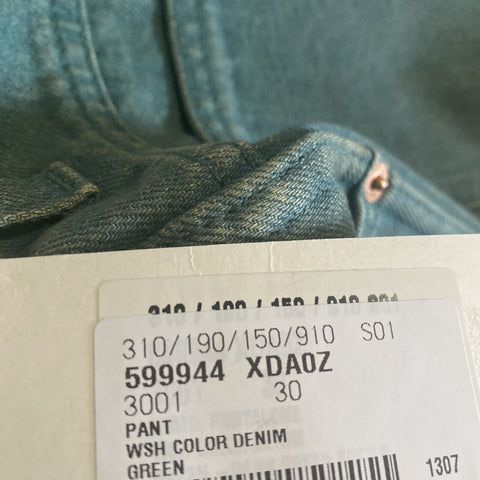 310/190/150/910 S01
599944 XDA0Z
3001 30
PANT
WSH COLOR DENIM
GREEN
1307